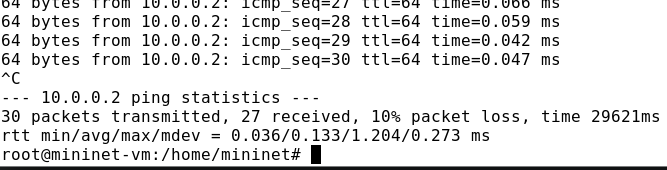 64 bytes from 10.0.0.2: icmp_seq=27 ttl=64 time=0.066 ms
64 bytes from 10.0.0.2: icmp_seq=28 ttl=64 time=0.059 ms
64 bytes from 10.0.0.2: icmp_seq=29 ttl=64 time=0.042 ms
64 bytes from 10.0.0.2: icmp_seq=30 ttl=64 time=0.047 ms
^C
--- 10.0.0.2 ping statistics ---
30 packets transmitted, 27 received, 10% packet loss, time 29621ms
rtt min/avg/max/mdev = 0.036/0.133/1.204/0.273 ms
root@mininet-vm:/home/mininet#